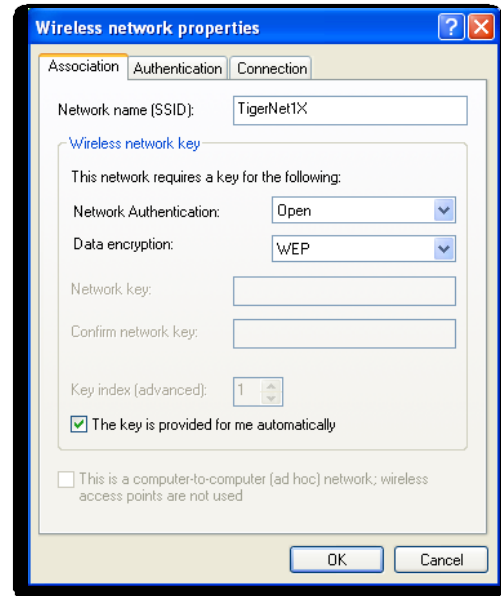 Wireless network properties
Association Authentication Connection
Network name (SSID): TigerNet1X
Wireless network key
This network requires a key for the following:
Network Authentication: Open
Data encryption: WEP
Network key:
Confirm network key:
Key index (advanced): 1
The key is provided for me automatically
This is a computer-to-computer (ad hoc) network; wireless
access points are not used
OK Cancel